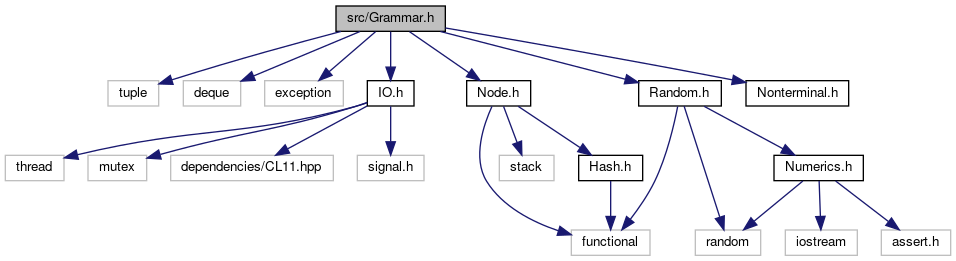 src/Grammar.h
tuple
deque
exception
IO.h
Node.h
Random.h
Nonterminal.h
thread
mutex
dependencies/CL11.hpp
signal.h
stack
Hash.h
Numerics.h
functional
random
iostream
assert.h